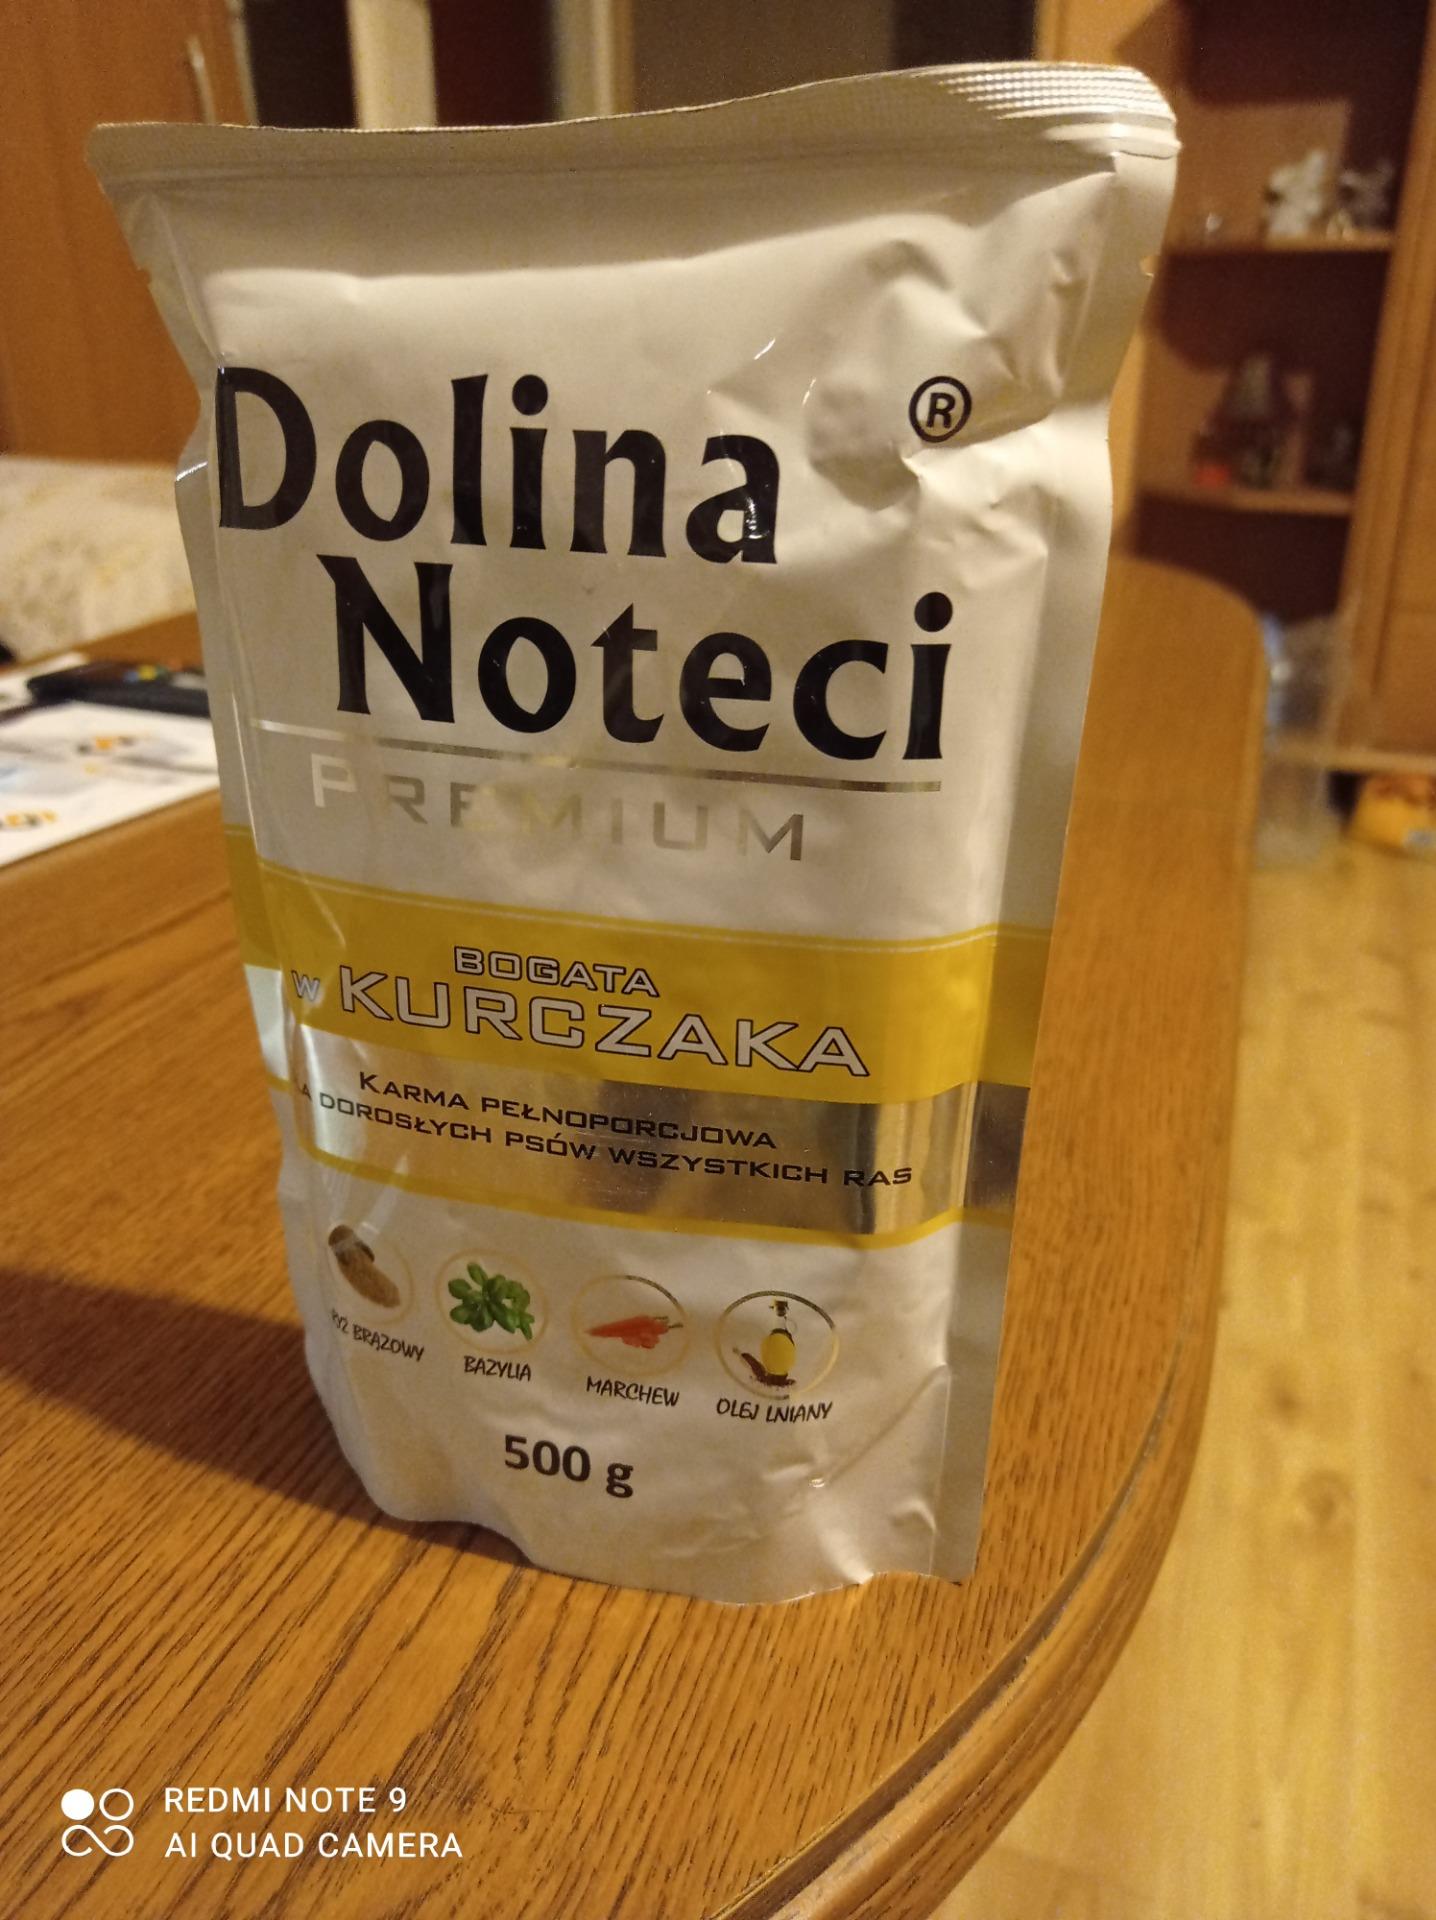 Dolina
Noteci
®
PREMIUM
BOGATA
W KURCZAKA
KARMA PEŁNOPORCJOWA
DOROSŁYCH PSÓW WSZYSTKICH RAS
BRĄZOWY
BAZYLIA
MARCHEW
OLEJ LNIANY
500 g
REDMI NOTE 9
AI QUAD CAMERA